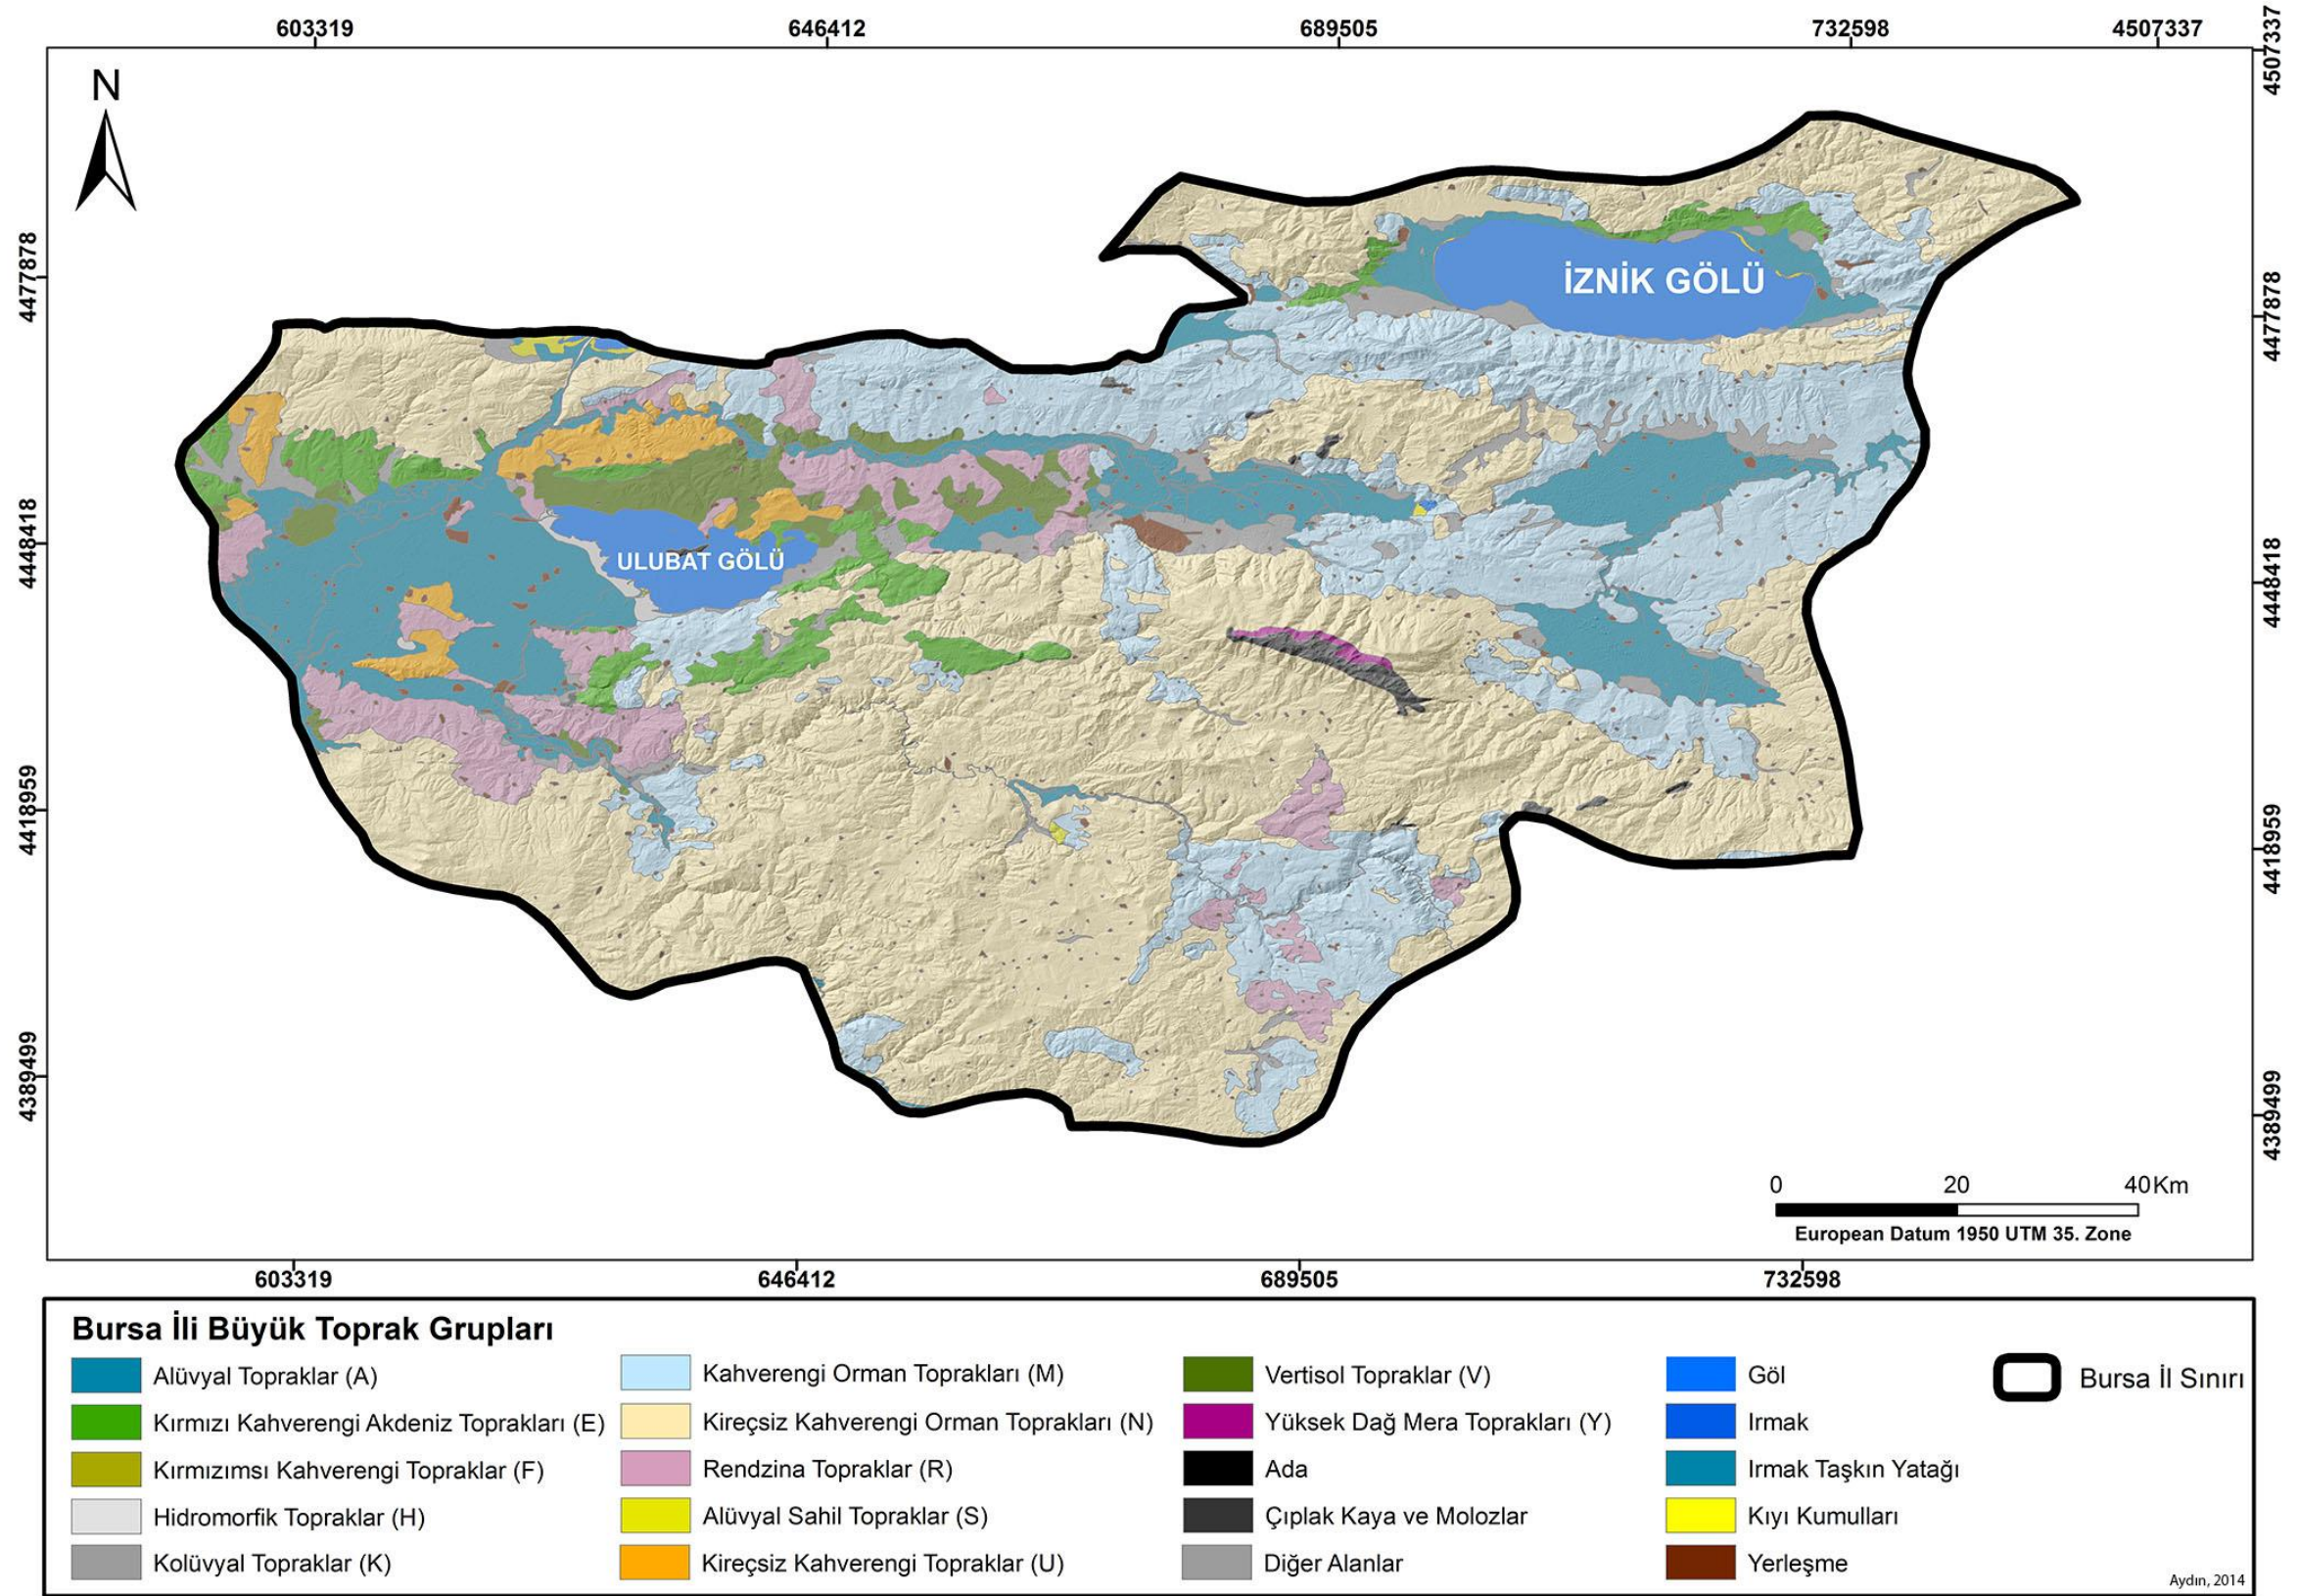 603319 646412 689505 732598 4507337
4507337
N
4477878
4477878
İZNİK GÖLÜ
4448418
4448418
ULUBAT GÖLÜ
4418959
4418959
4389499
4389499
0 20 40Km
European Datum 1950 UTM 35. Zone
603319 646412 689505 732598
Bursa İli Büyük Toprak Grupları
Alüvyal Topraklar (A)
Kırmızı Kahverengi Akdeniz Toprakları (E)
Kırmızımsı Kahverengi Topraklar (F)
Hidromorfik Topraklar (H)
Kolüvyal Topraklar (K)
Kahverengi Orman Toprakları (M)
Kireçsiz Kahverengi Orman Toprakları (N)
Rendzina Topraklar (R)
Alüvyal Sahil Topraklar (S)
Kireçsiz Kahverengi Topraklar (U)
Vertisol Topraklar (V)
Yüksek Dağ Mera Toprakları (Y)
Ada
Çıplak Kaya ve Molozlar
Diğer Alanlar
Göl
Irmak
Irmak Taşkın Yatağı
Kıyı Kumulları
Yerleşme
Bursa İl Sınırı
Aydın, 2014